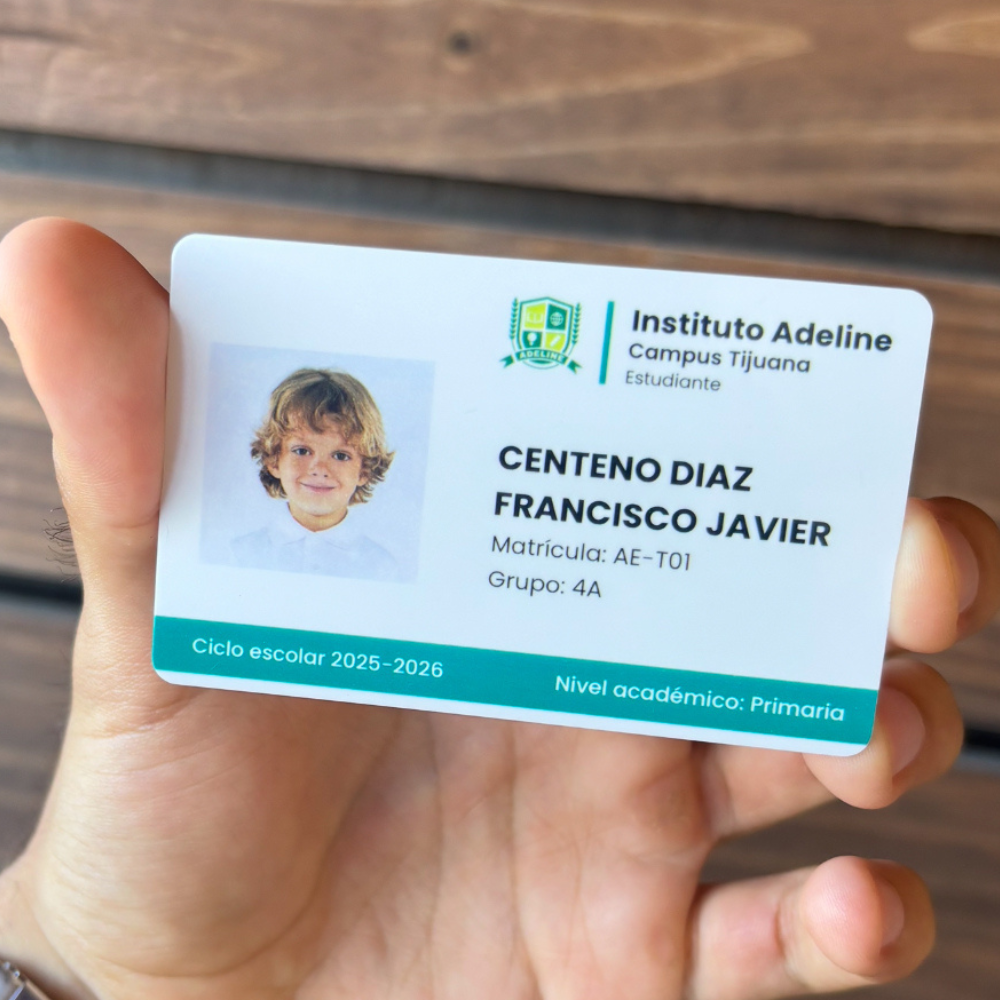 ADELINE
Instituto Adeline
Campus Tijuana
Estudiante
CENTENO DIAZ
FRANCISCO JAVIER
Matrícula: AE-T01
Grupo: 4A
Ciclo escolar 2025-2026
Nivel académico: Primaria